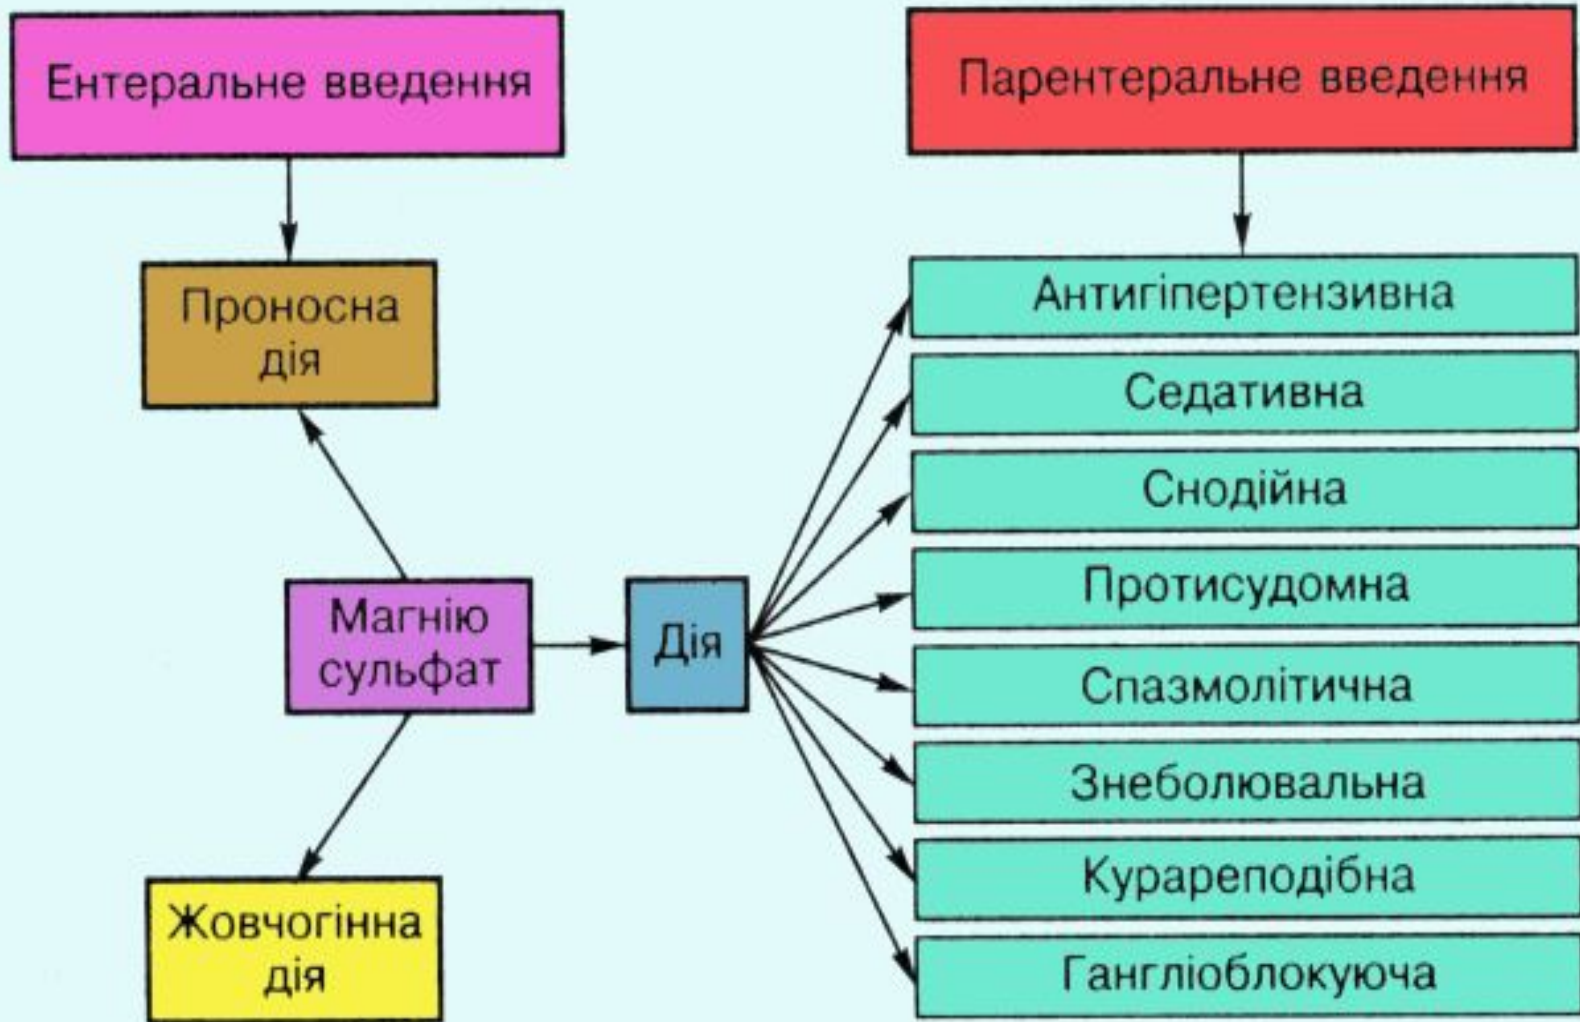 Ентеральне введення
Парентеральне введення
Проносна
дія
Магнію
сульфат
Жовчогінна
дія
Дія
Антигіпертензивна
Седативна
Снодійна
Протисудомна
Спазмолітична
Знеболювальна
Курареподібна
Гангліоблокуюча